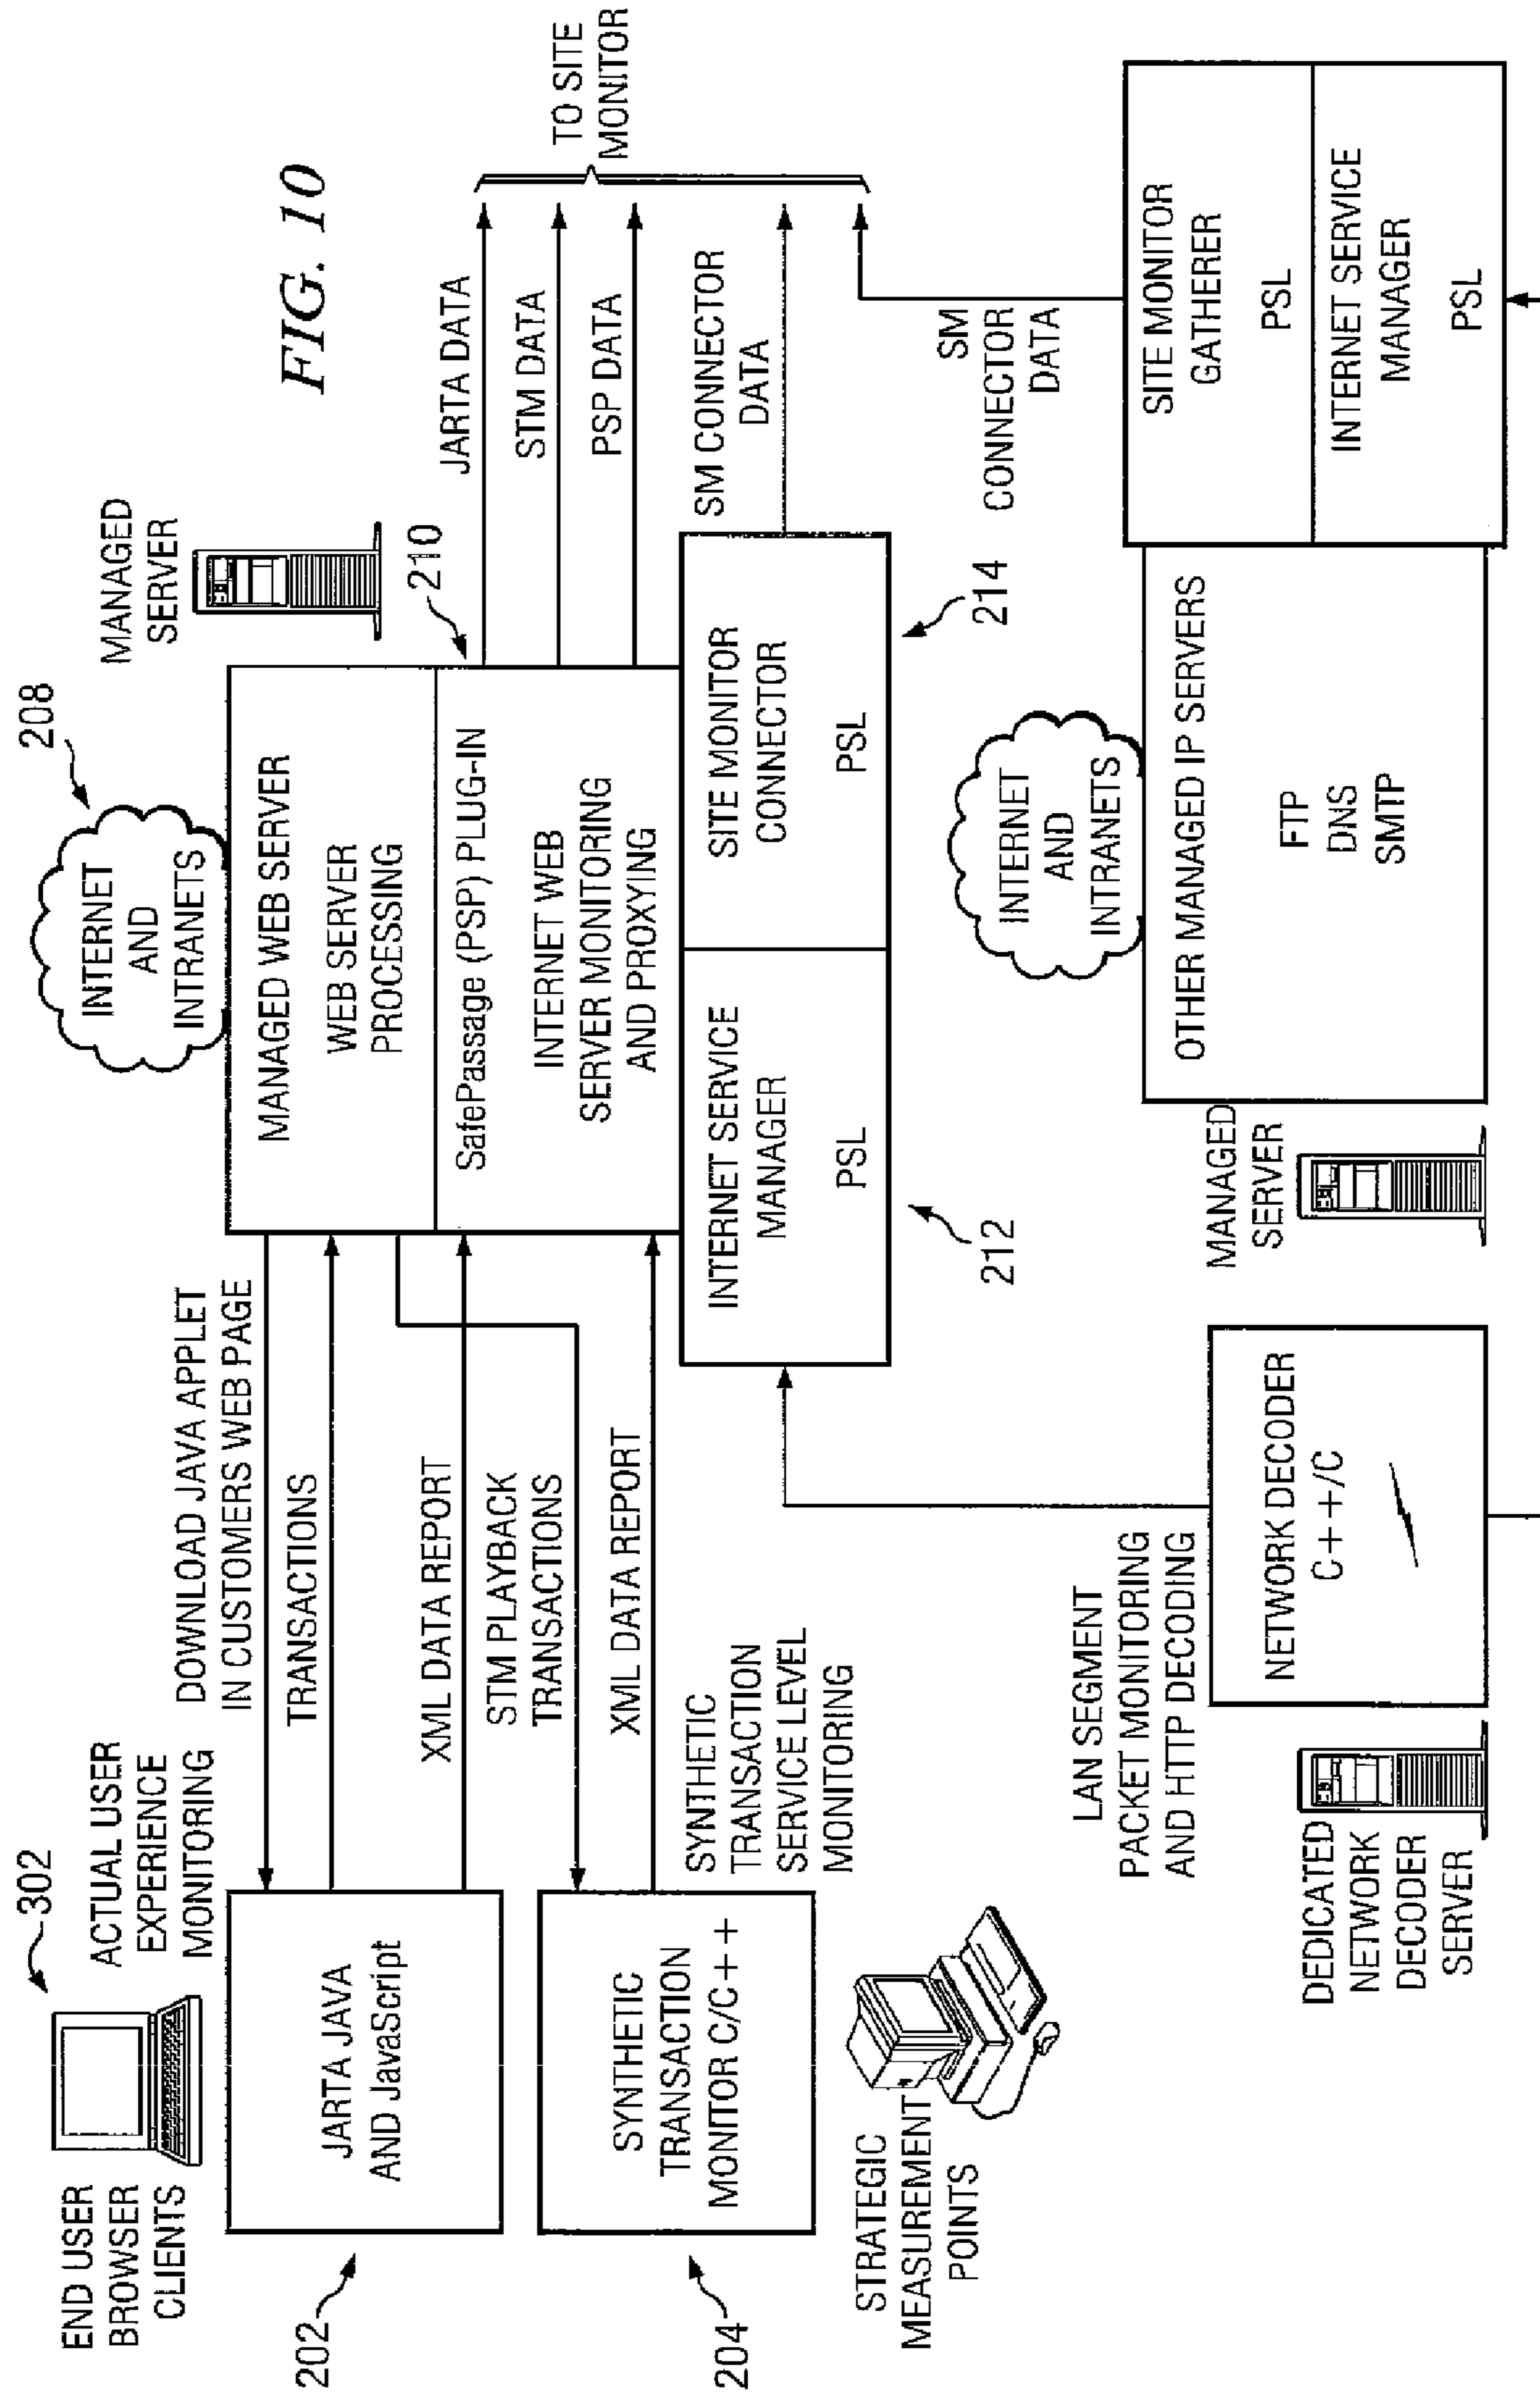 FIG. 10
302
END USER
BROWSER
CLIENTS
ACTUAL USER
EXPERIENCE
MONITORING
202
JARTA JAVA
AND JavaScript
204
SYNTHETIC
TRANSACTION
MONITOR C/C++
STRATEGIC
MEASUREMENT
POINTS
SYNTHETIC
TRANSACTION
SERVICE LEVEL
MONITORING
DOWNLOAD JAVA APPLET
IN CUSTOMERS WEB PAGE
TRANSACTIONS
XML DATA REPORT
STM PLAYBACK
TRANSACTIONS
XML DATA REPORT
208
INTERNET
AND
INTRANETS
MANAGED WEB SERVER
WEB SERVER
PROCESSING
SafePassage (PSP) PLUG-IN
INTERNET WEB
SERVER MONITORING
AND PROXYING
MANAGED
SERVER
210
INTERNET SERVICE
MANAGER
PSL
212
SITE MONITOR
CONNECTOR
PSL
214
JARTA DATA
STM DATA
PSP DATA
SM CONNECTOR
DATA
TO SITE
MONITOR
SM
CONNECTOR
DATA
LAN SEGMENT
PACKET MONITORING
AND HTTP DECODING
DEDICATED
NETWORK
DECODER
SERVER
NETWORK DECODER
C++/C
MANAGED
SERVER
INTERNET
AND
INTRANETS
OTHER MANAGED IP SERVERS
FTP
DNS
SMTP
SITE MONITOR
GATHERER
PSL
INTERNET SERVICE
MANAGER
PSL